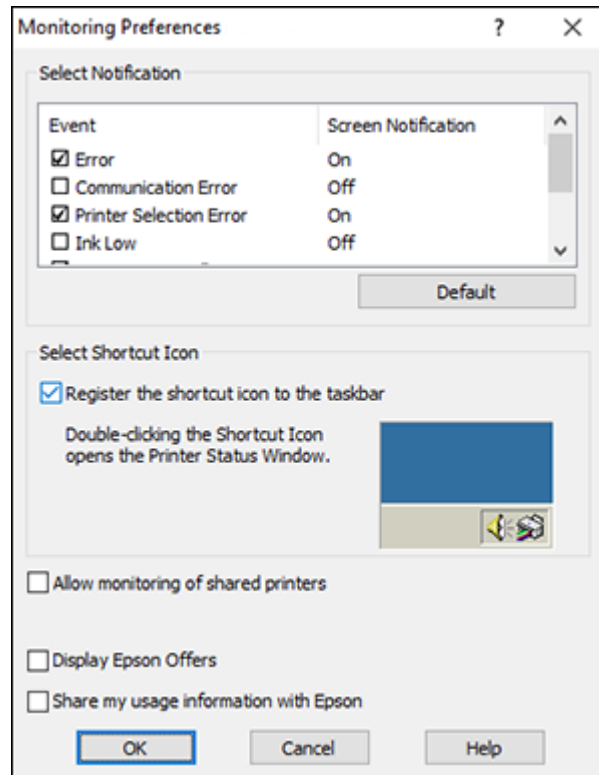 Monitoring Preferences ?
Select Notification
Event Screen Notification
Error On
Communication Error Off
Printer Selection Error On
Ink Low Off
Default
Select Shortcut Icon
Register the shortcut icon to the taskbar
Double-clicking the Shortcut Icon
opens the Printer Status Window.
Allow monitoring of shared printers
Display Epson Offers
Share my usage information with Epson
OK Cancel Help